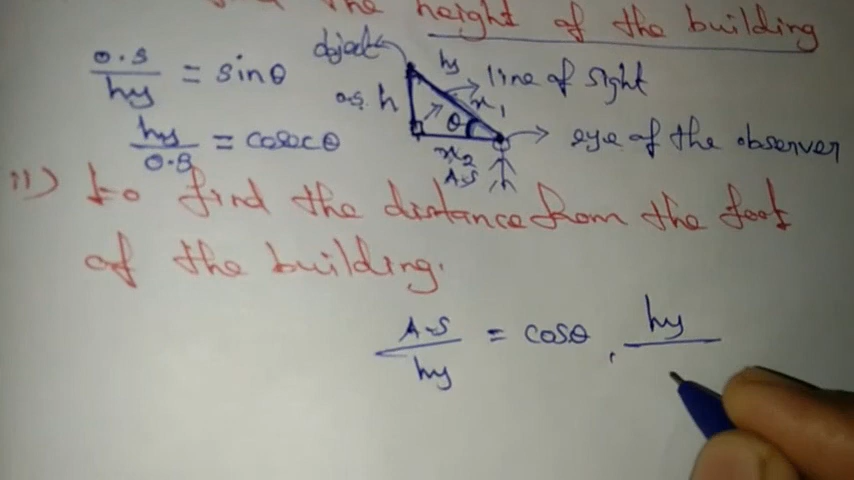 the height of the building
o.s/hy = sinθ
object hy line of sight
o.s. h θ x1
hy/o.s = cosecθ
x2 eye of the observer
A.S
ii) to find the distance from the foot
of the building.
A.S/hy = cosθ, hy/